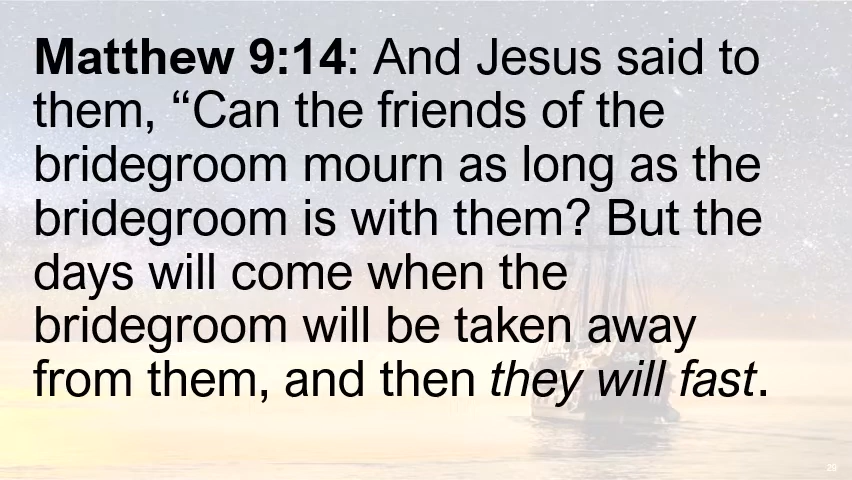 Matthew 9:14: And Jesus said to
them, “Can the friends of the
bridegroom mourn as long as the
bridegroom is with them? But the
days will come when the
bridegroom will be taken away
from them, and then they will fast.
20